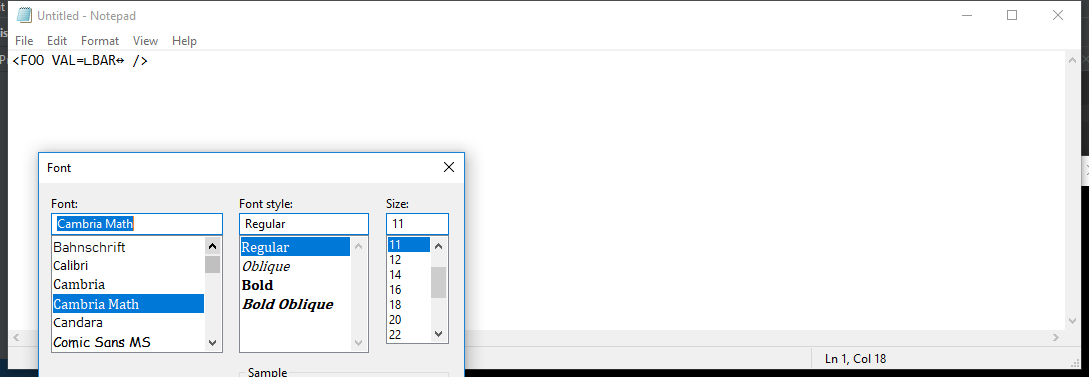 Untitled - Notepad
File Edit Format View Help
<FOO VAL=∟BAR↔ />
Font
Font: Font style: Size:
Cambria Math Regular 11
Bahnschrift Regular 11
Calibri Oblique 12
Cambria Bold 14
Cambria Math Bold Oblique 16
Candara 18
Comic Sans MS 20
22
Sample
Ln 1, Col 18